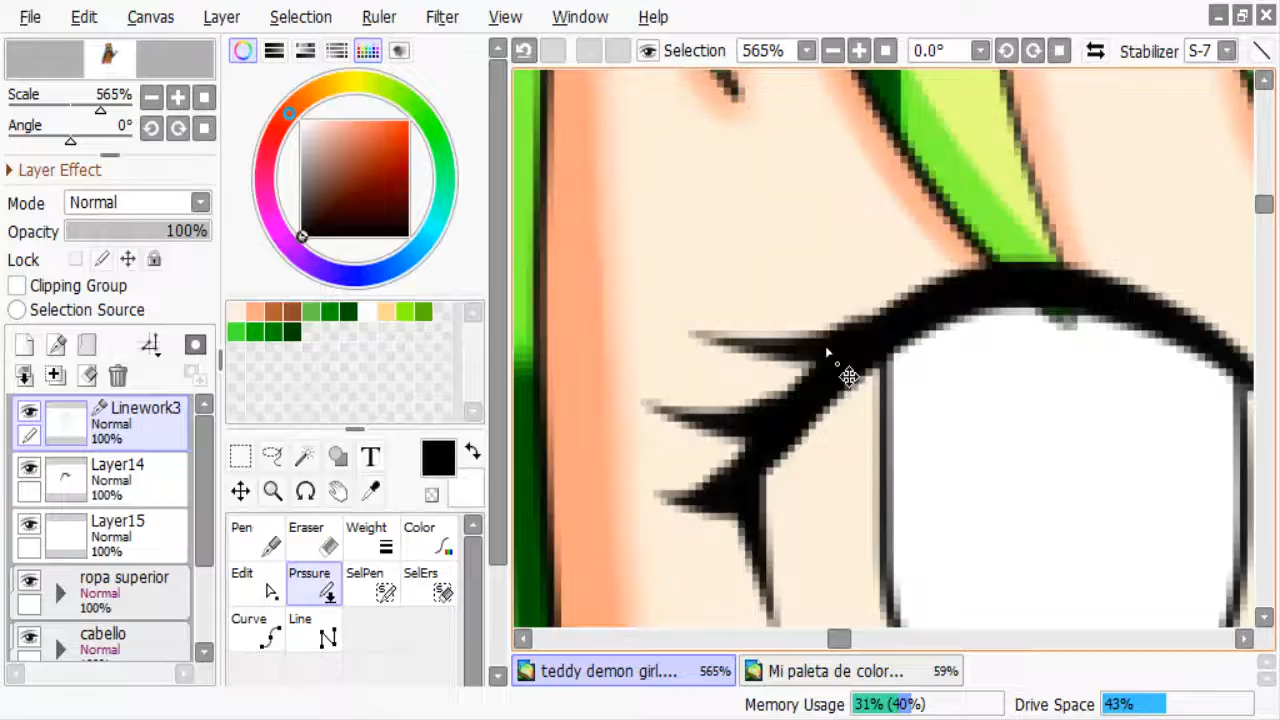 File Edit Canvas Layer Selection Ruler Filter View Window Help
Selection 565% 0.0° Stabilizer S-7
Scale 565%
Angle 0°
Layer Effect
Mode Normal
Opacity 100%
Lock
Clipping Group
Selection Source
Linework3
Normal
100%
Layer14
Normal
100%
Layer15
Normal
100%
ropa superior
Normal
100%
cabello
Normal
T
Pen Eraser Weight Color
Edit Prssure SelPen SelErs
Curve Line
teddy demon girl.... 565% Mi paleta de color... 59%
Memory Usage 31% (40%) Drive Space 43%